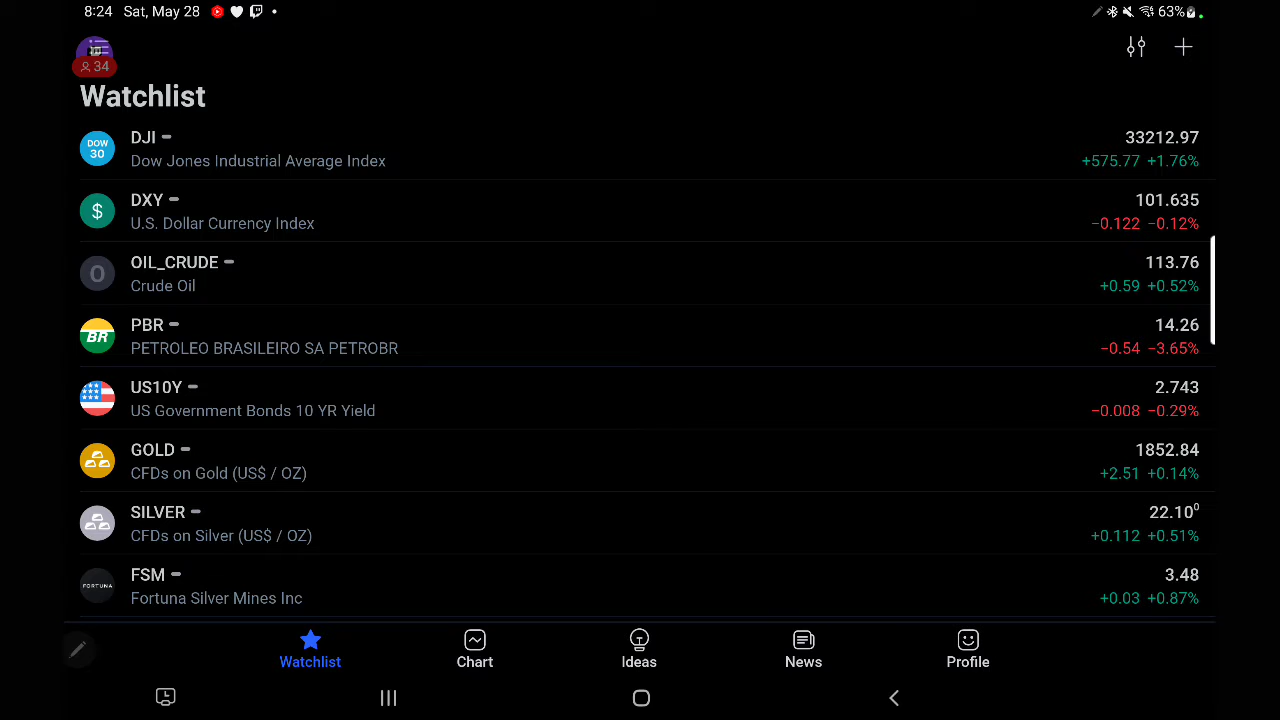 8:24 Sat, May 28 63%
34
Watchlist
DOW 30
DJI
33212.97
Dow Jones Industrial Average Index
+575.77 +1.76%
$
DXY
101.635
U.S. Dollar Currency Index
−0.122 −0.12%
O
OIL_CRUDE
113.76
Crude Oil
+0.59 +0.52%
BR
PBR
14.26
PETROLEO BRASILEIRO SA PETROBR
−0.54 −3.65%
US10Y
2.743
US Government Bonds 10 YR Yield
−0.008 −0.29%
GOLD
1852.84
CFDs on Gold (US$ / OZ)
+2.51 +0.14%
SILVER
22.10⁰
CFDs on Silver (US$ / OZ)
+0.112 +0.51%
FORTUNA
FSM
3.48
Fortuna Silver Mines Inc
+0.03 +0.87%
Watchlist Chart Ideas News Profile